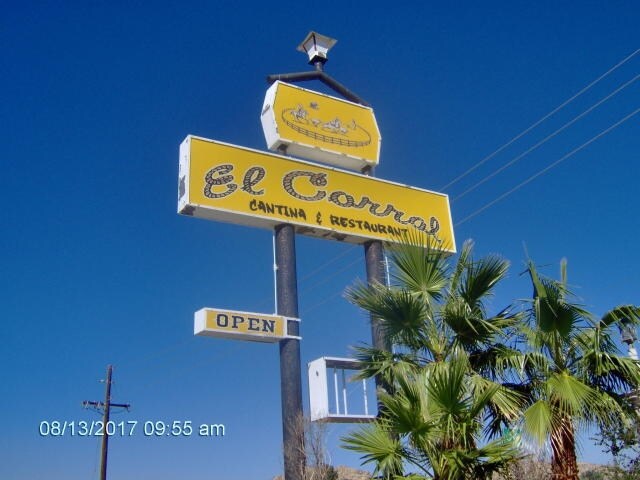 El Corral
CANTINA & RESTAURANT
OPEN
08/13/2017 09:55 am